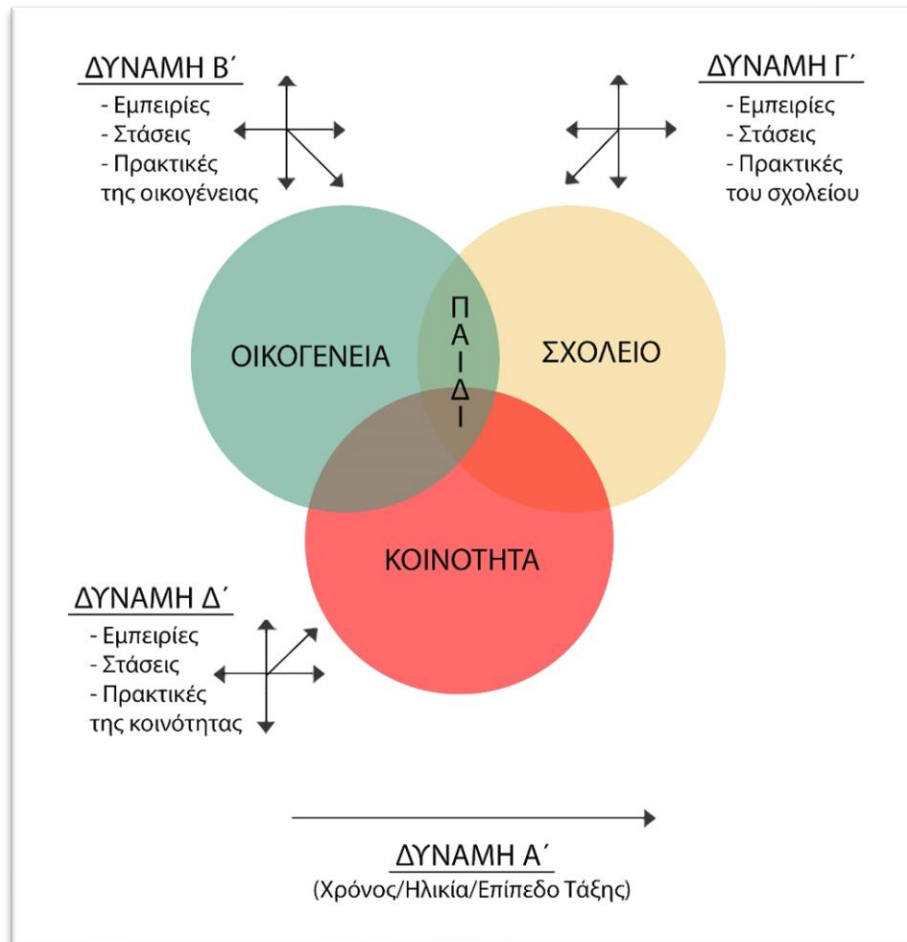 ΔΥΝΑΜΗ Β΄
- Εμπειρίες
- Στάσεις
- Πρακτικές
της οικογένειας
ΔΥΝΑΜΗ Γ΄
- Εμπειρίες
- Στάσεις
- Πρακτικές
του σχολείου
ΟΙΚΟΓΕΝΕΙΑ
ΠΑΙΔΙ
ΣΧΟΛΕΙΟ
ΚΟΙΝΟΤΗΤΑ
ΔΥΝΑΜΗ Δ΄
- Εμπειρίες
- Στάσεις
- Πρακτικές
της κοινότητας
ΔΥΝΑΜΗ Α΄
(Χρόνος/Ηλικία/Επίπεδο Τάξης)